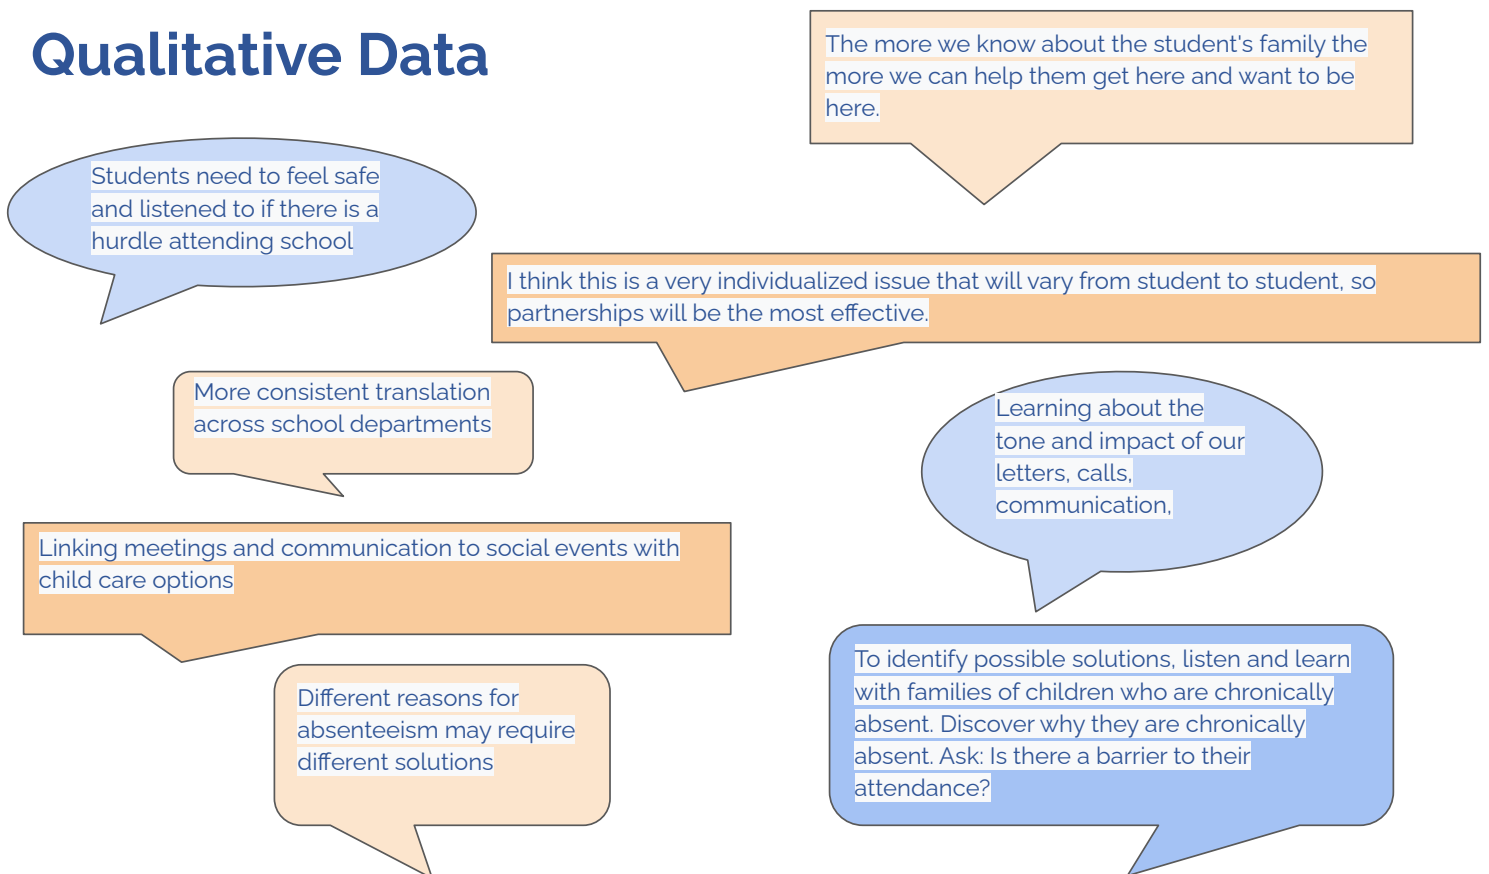 Qualitative Data
The more we know about the student's family the
more we can help them get here and want to be
here.
Students need to feel safe
and listened to if there is a
hurdle attending school
I think this is a very individualized issue that will vary from student to student, so
partnerships will be the most effective.
More consistent translation
across school departments
Learning about the
tone and impact of our
letters, calls,
communication,
Linking meetings and communication to social events with
child care options
Different reasons for
absenteeism may require
different solutions
To identify possible solutions, listen and learn
with families of children who are chronically
absent. Discover why they are chronically
absent. Ask: Is there a barrier to their
attendance?